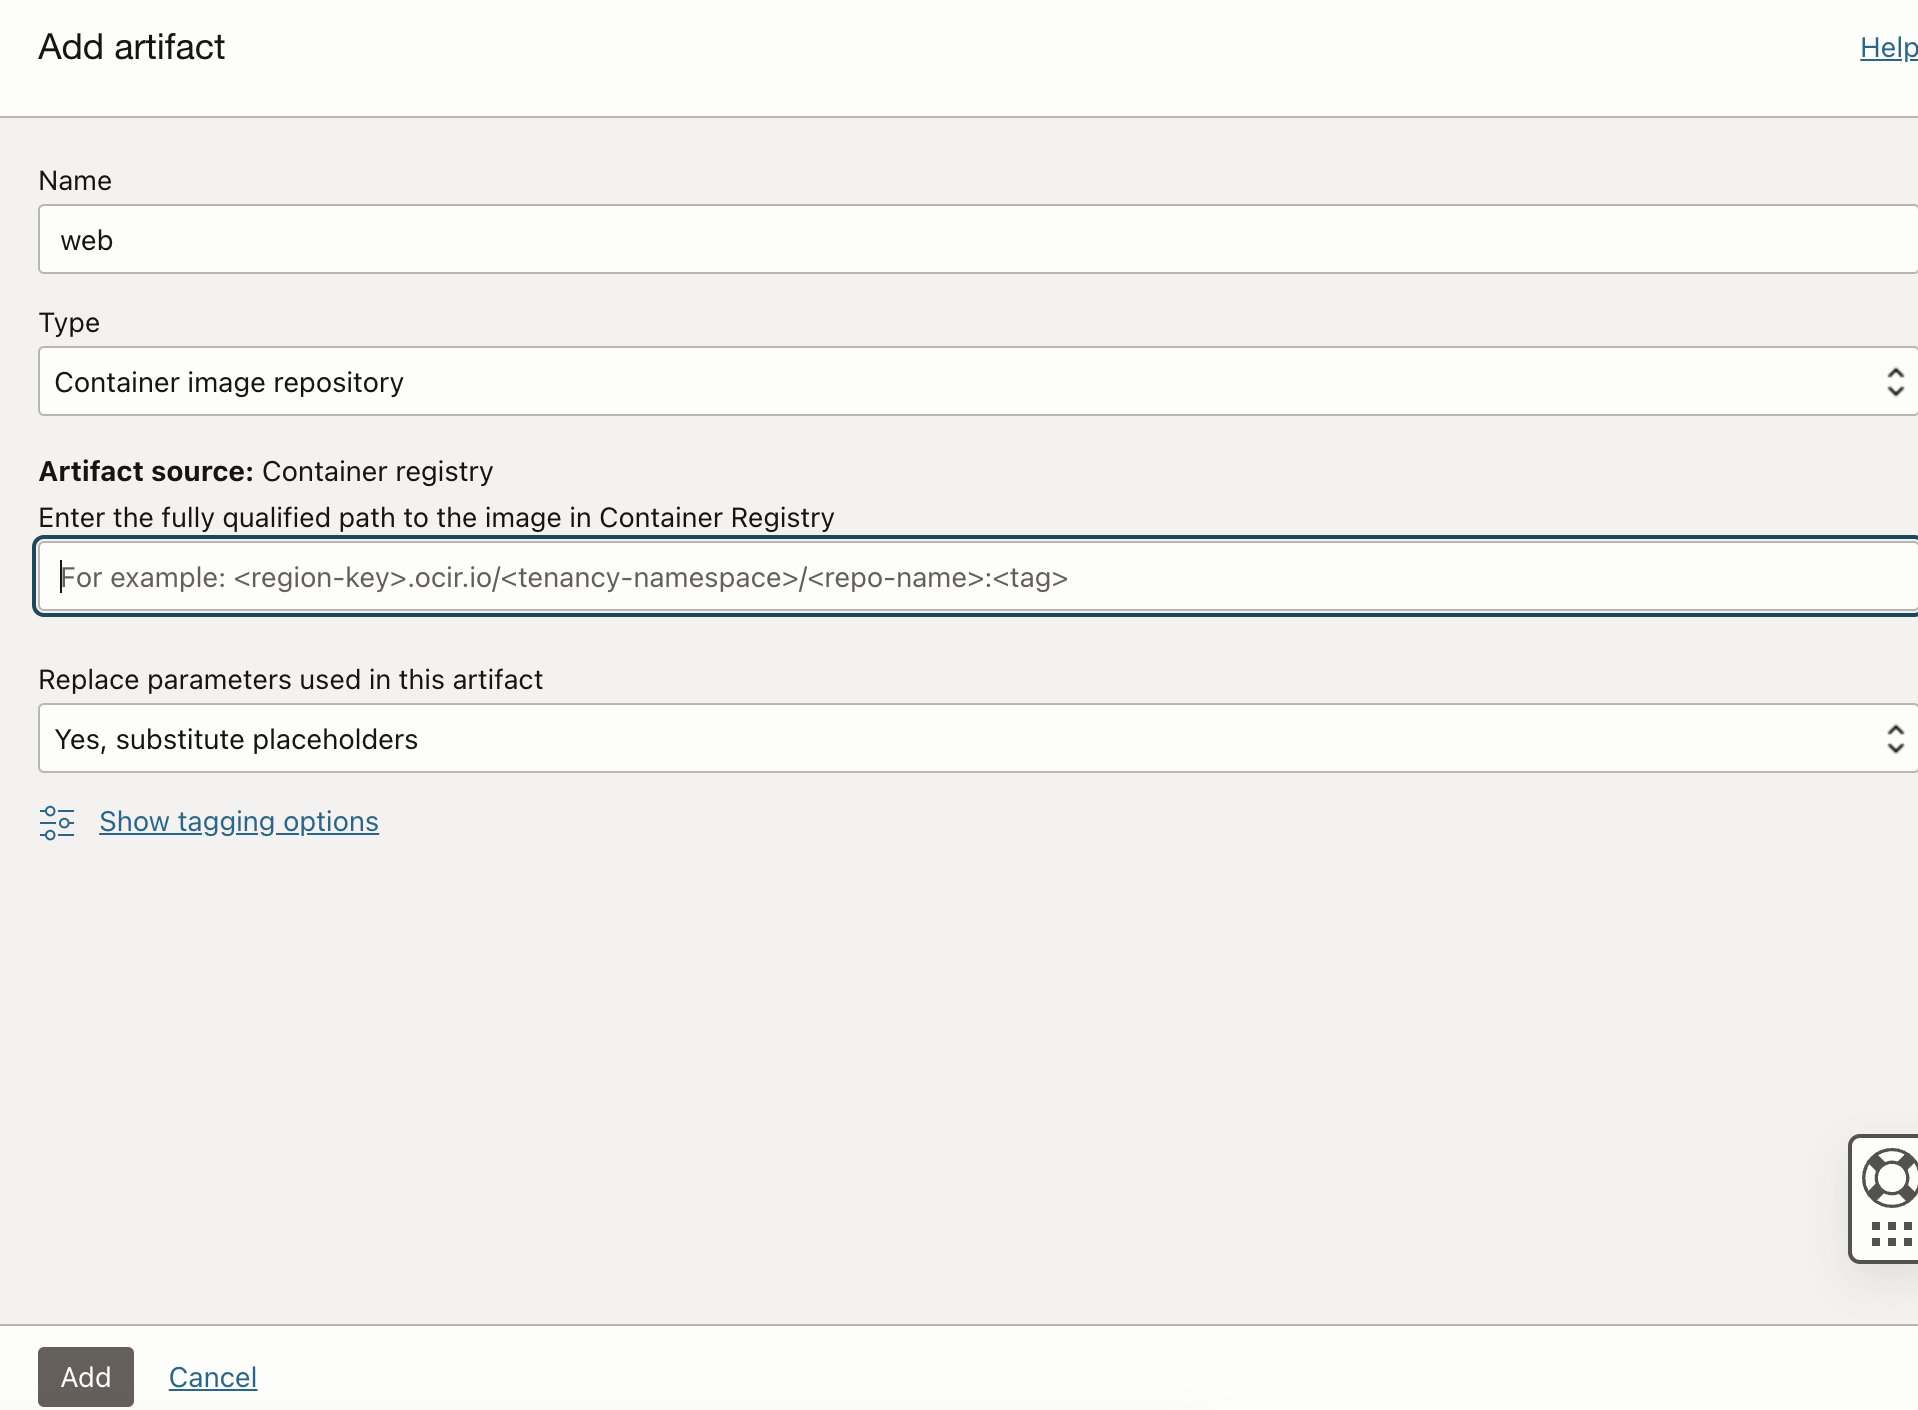 Add artifact
Help
Name
web
Type
Container image repository
Artifact source: Container registry
Enter the fully qualified path to the image in Container Registry
For example: <region-key>.ocir.io/<tenancy-namespace>/<repo-name>:<tag>
Replace parameters used in this artifact
Yes, substitute placeholders
Show tagging options
Add
Cancel